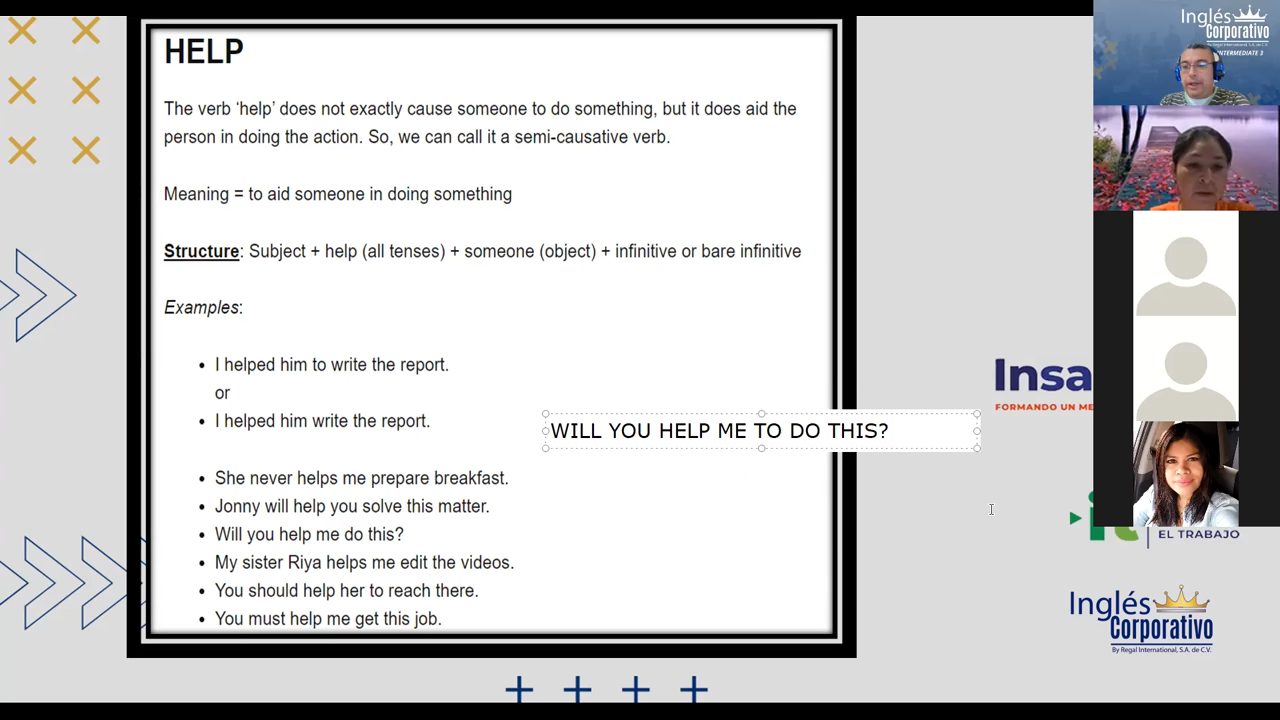 HELP
The verb ‘help’ does not exactly cause someone to do something, but it does aid the
person in doing the action. So, we can call it a semi-causative verb.
Meaning = to aid someone in doing something
Structure: Subject + help (all tenses) + someone (object) + infinitive or bare infinitive
Examples:
• I helped him to write the report.
or
• I helped him write the report.
WILL YOU HELP ME TO DO THIS?
• She never helps me prepare breakfast.
• Jonny will help you solve this matter.
• Will you help me do this?
• My sister Riya helps me edit the videos.
• You should help her to reach there.
• You must help me get this job.
Inglés
Corporativo
By Regal International, S.A. de C.V.
INTERMEDIATE 3
Insa
FORMANDO UN ME
EL TRABAJO
Inglés
Corporativo
By Regal International, S.A. de C.V.